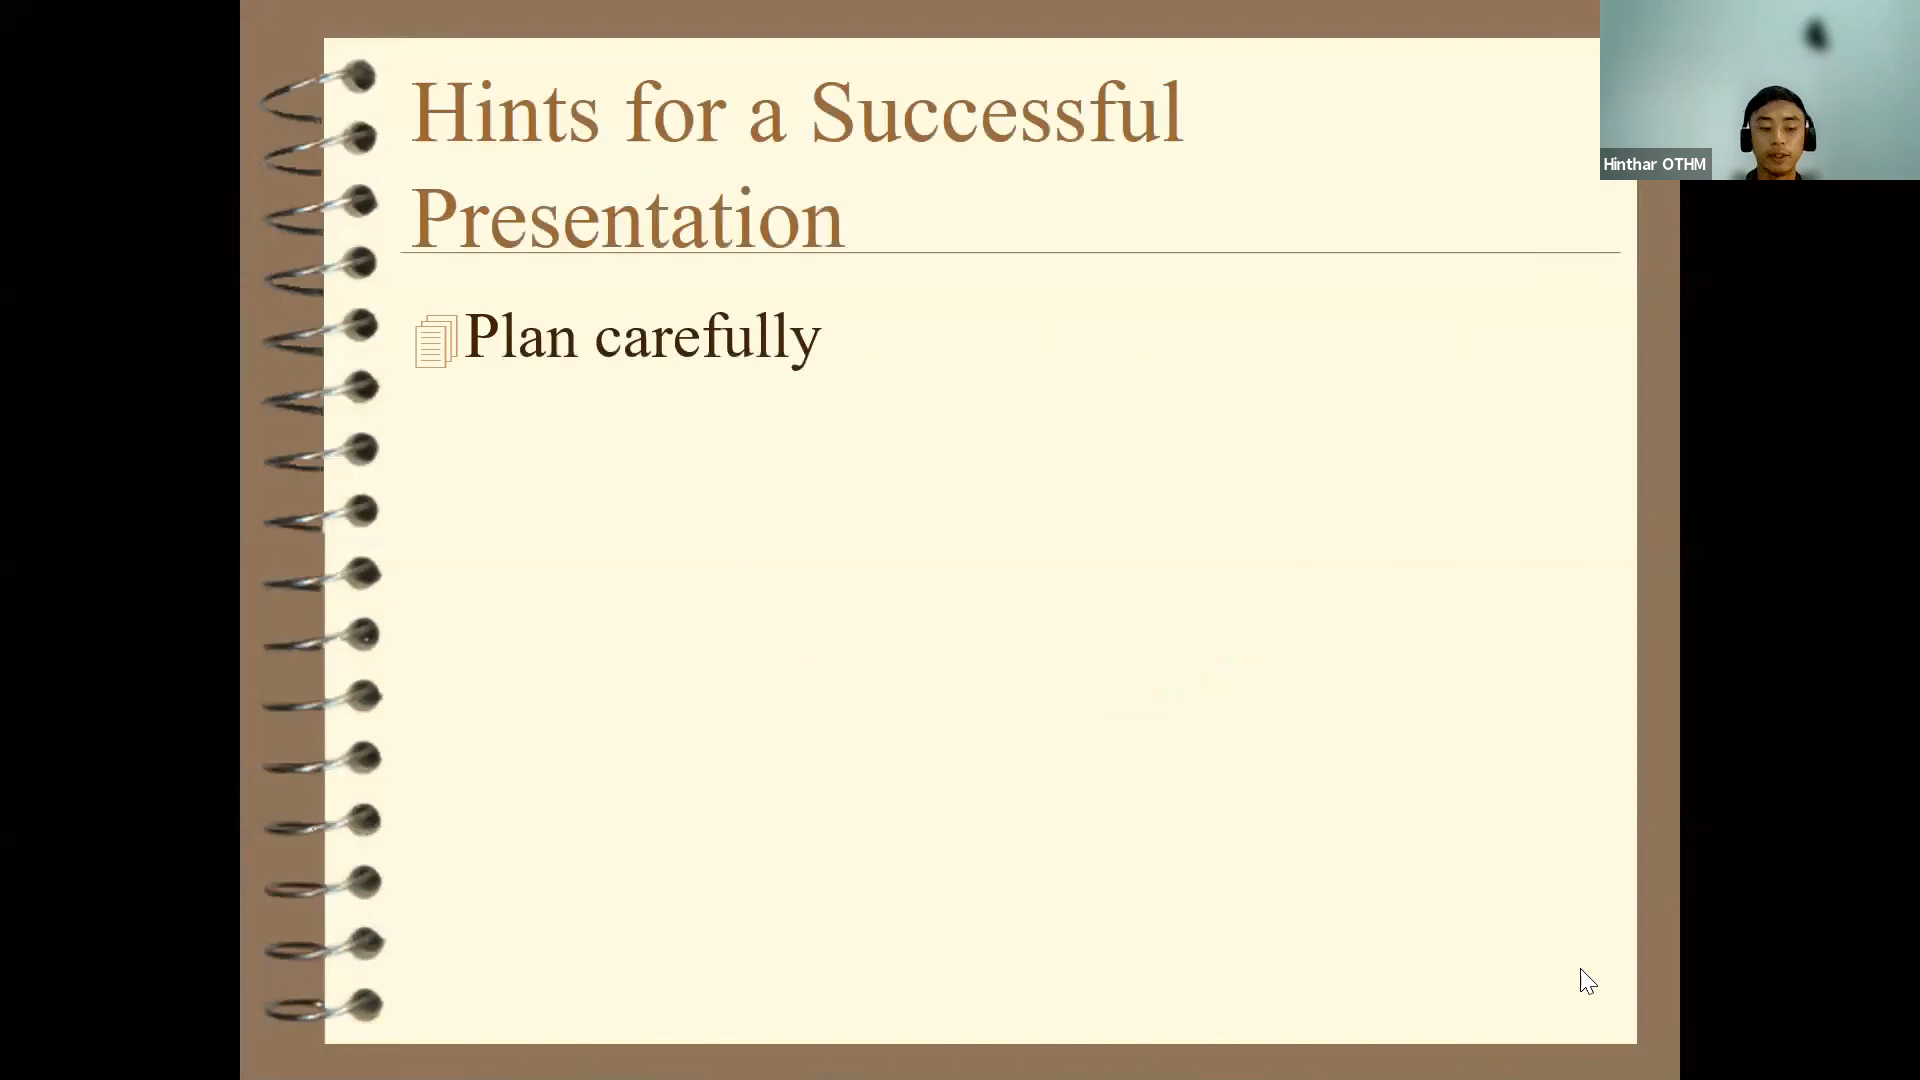 Hints for a Successful
Presentation
Plan carefully
Hinthar OTHM